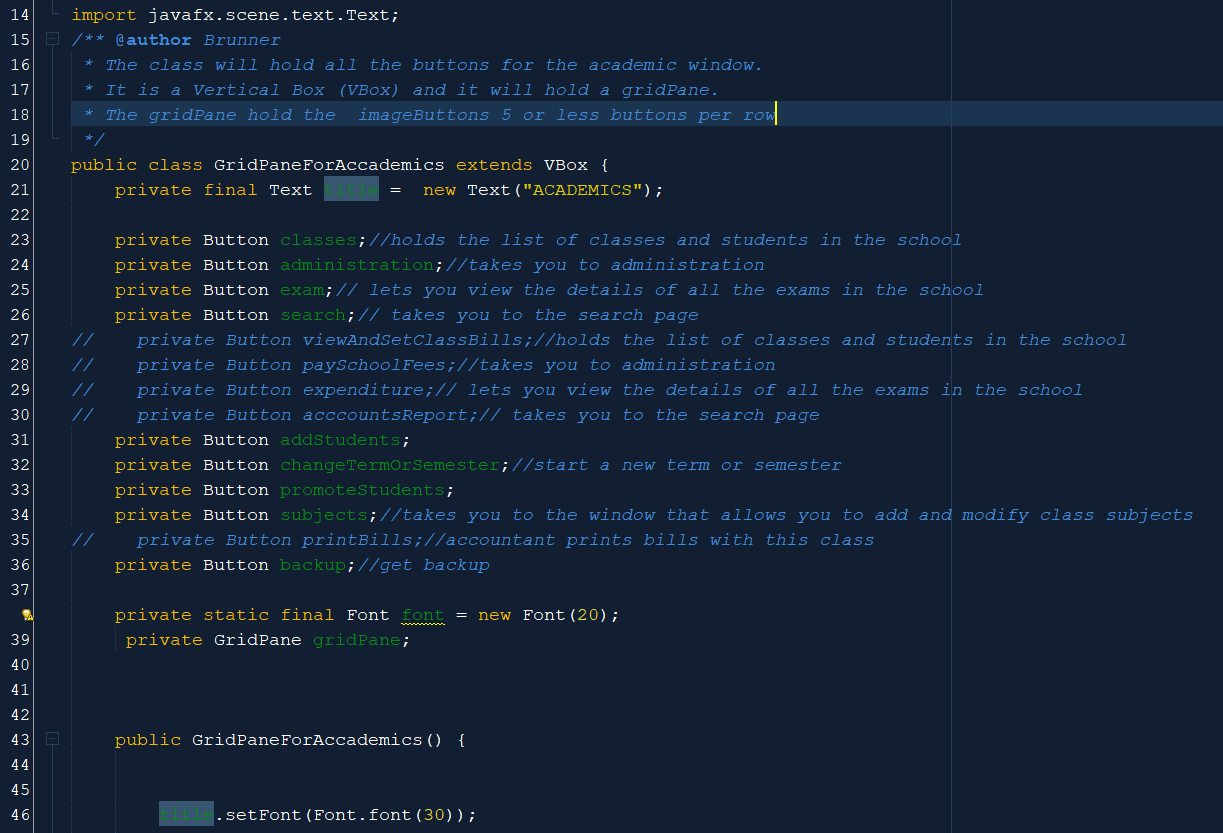 14 import javafx.scene.text.Text;
15 /** @author Brunner
16 * The class will hold all the buttons for the academic window.
17 * It is a Vertical Box (VBox) and it will hold a gridPane.
18 * The gridPane hold the  imageButtons 5 or less buttons per row
19 */
20 public class GridPaneForAccademics extends VBox {
21 private final Text title =  new Text("ACADEMICS");
22
23 private Button classes;//holds the list of classes and students in the school
24 private Button administration;//takes you to administration
25 private Button exam;// lets you view the details of all the exams in the school
26 private Button search;// takes you to the search page
27 //    private Button viewAndSetClassBills;//holds the list of classes and students in the school
28 //    private Button paySchoolFees;//takes you to administration
29 //    private Button expenditure;// lets you view the details of all the exams in the school
30 //    private Button acccountsReport;// takes you to the search page
31 private Button addStudents;
32 private Button changeTermOrSemester;//start a new term or semester
33 private Button promoteStudents;
34 private Button subjects;//takes you to the window that allows you to add and modify class subjects
35 //    private Button printBills;//accountant prints bills with this class
36 private Button backup;//get backup
37
private static final Font font = new Font(20);
39 private GridPane gridPane;
40
41
42
43 public GridPaneForAccademics() {
44
45
46 title.setFont(Font.font(30));